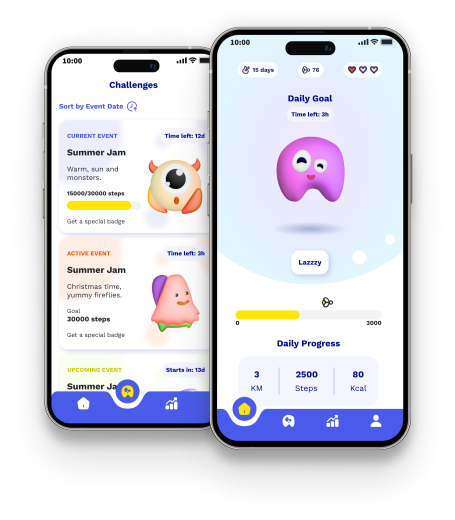 10:00
Challenges
Sort by Event Date
CURRENT EVENT
Time left: 12d
Summer Jam
Warm, sun and
monsters.
15000/30000 steps
Get a special badge
ACTIVE EVENT
Time left: 3h
Summer Jam
Christmas time,
yummy fireflies.
Goal
30000 steps
Get a special badge
UPCOMING EVENT
Starts in: 13d
Summer Ja
10:00
15 days
76
Daily Goal
Time left: 3h
Lazzzy
0
3000
Daily Progress
3
2500
80
KM
Steps
Kcal